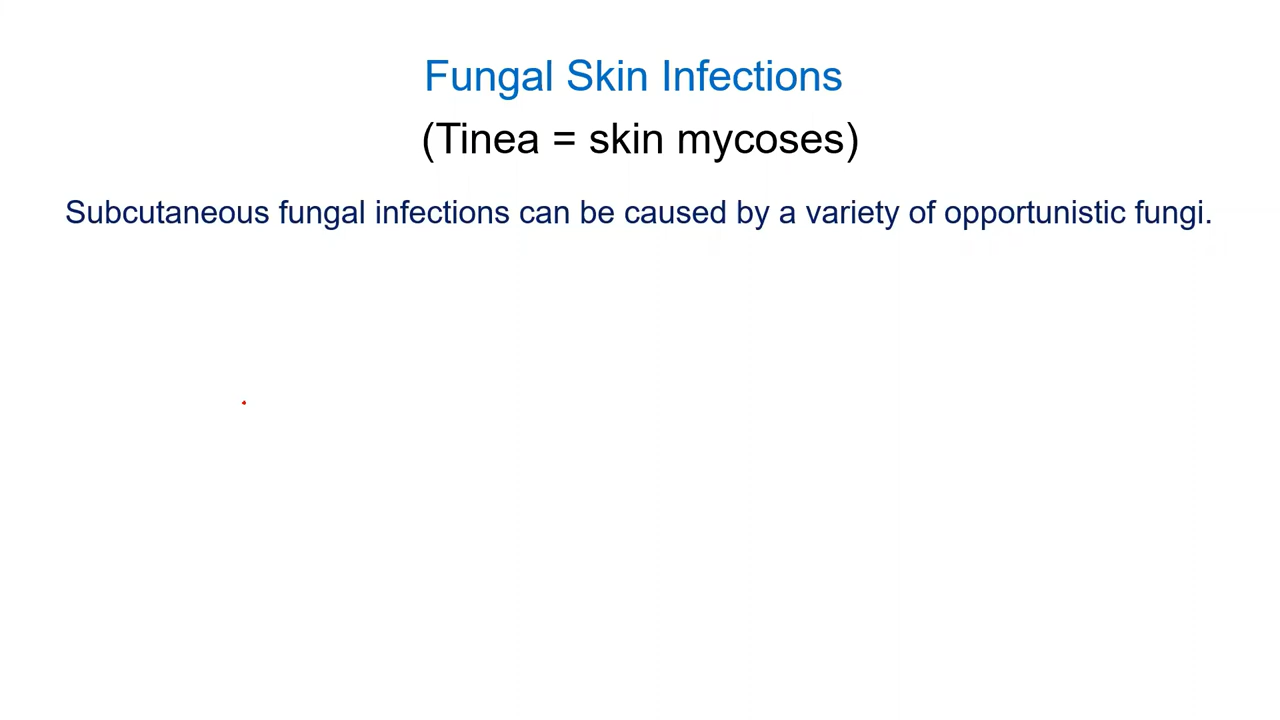 Fungal Skin Infections
(Tinea = skin mycoses)
Subcutaneous fungal infections can be caused by a variety of opportunistic fungi.